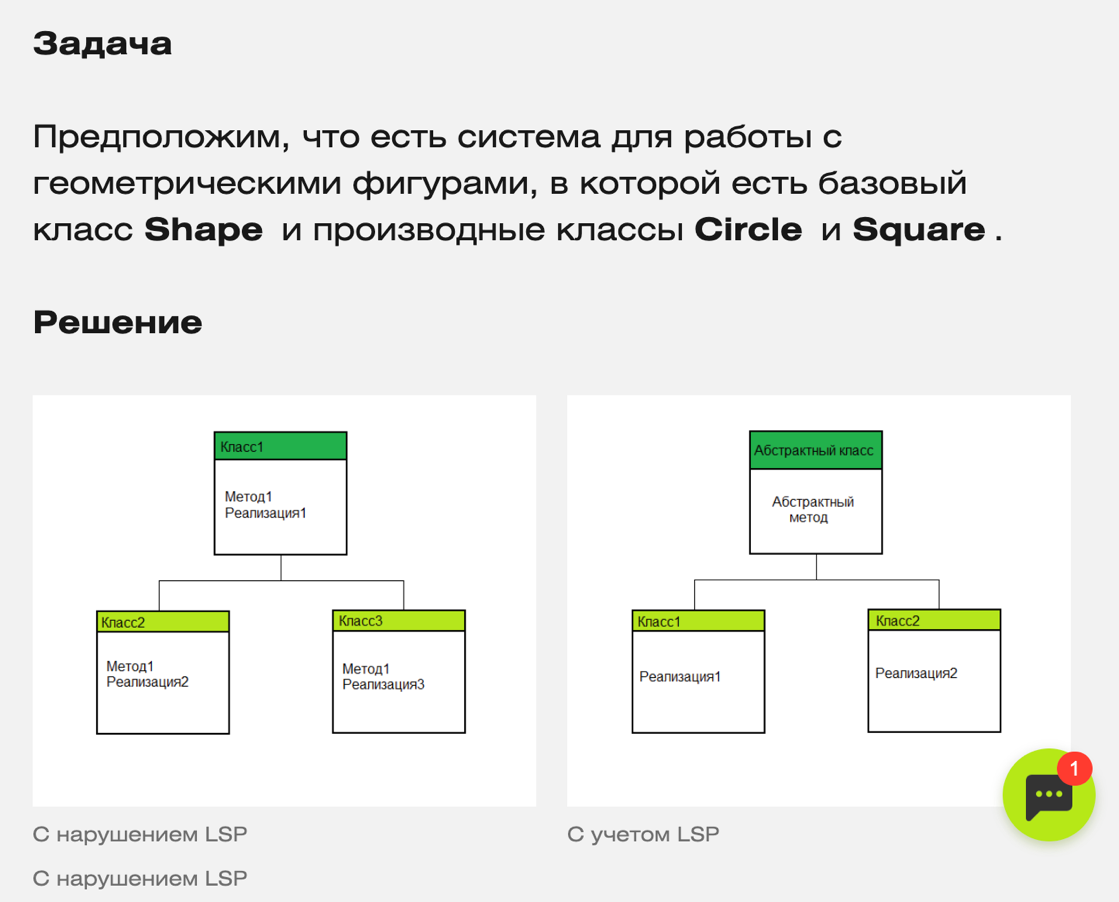 Задача
Предположим, что есть система для работы с
геометрическими фигурами, в которой есть базовый
класс Shape и производные классы Circle и Square .
Решение
Класс1
Метод1
Реализация1
Класс2
Метод1
Реализация2
Класс3
Метод1
Реализация3
Абстрактный класс
Абстрактный
метод
Класс1
Реализация1
Класс2
Реализация2
1
С нарушением LSP
С учетом LSP
С нарушением LSP